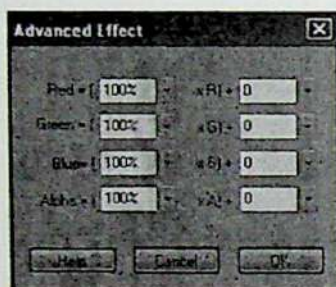 Advanced Effect
Red = ( 100% x R) + 0
Green = ( 100% x G) + 0
Blue = ( 100% x B) + 0
Alpha = ( 100% x A) + 0
Help Cancel OK